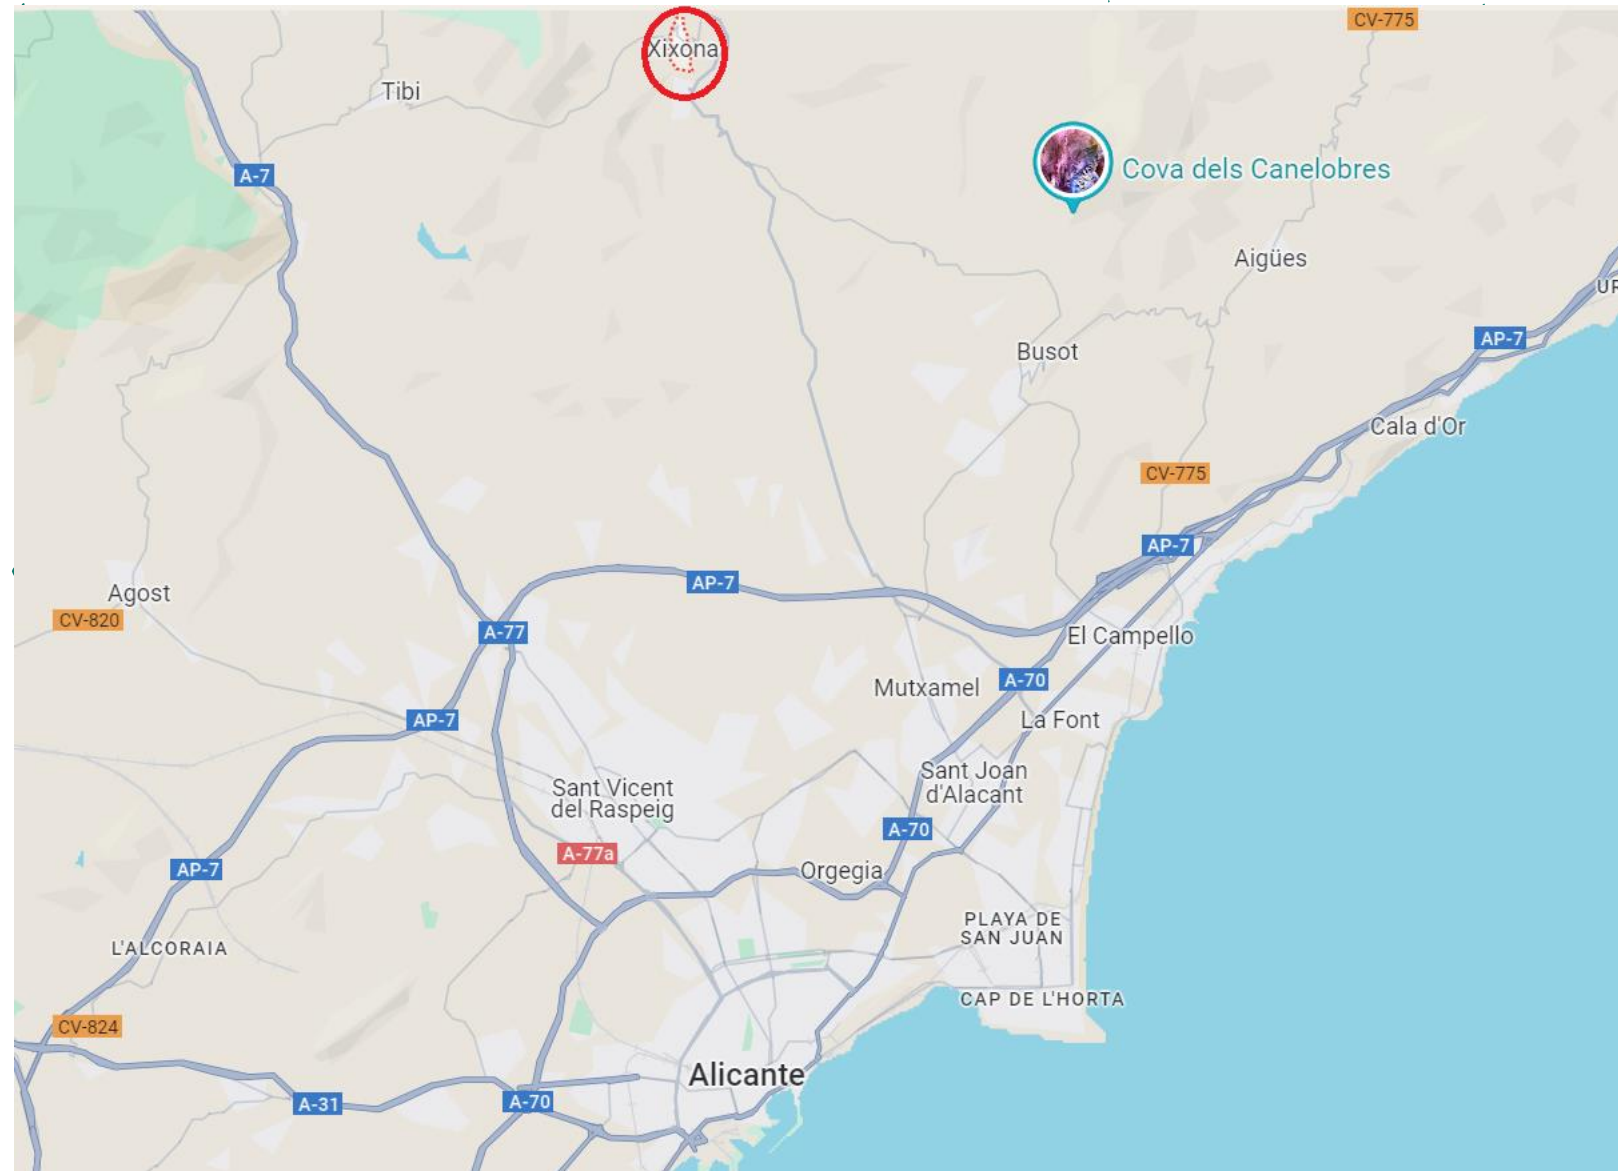 CV-775
Xixona
Tibi
Cova dels Canelobres
A-7
Aigües
UR
AP-7
Busot
Cala d'Or
CV-775
AP-7
AP-7
Agost
CV-820
A-77
El Campello
Mutxamel
A-70
AP-7
La Font
Sant Joan
d'Alacant
Sant Vicent
del Raspeig
A-70
A-77a
AP-7
Orgegia
PLAYA DE
SAN JUAN
L'ALCORAIA
CAP DE L'HORTA
CV-824
Alicante
A-31
A-70